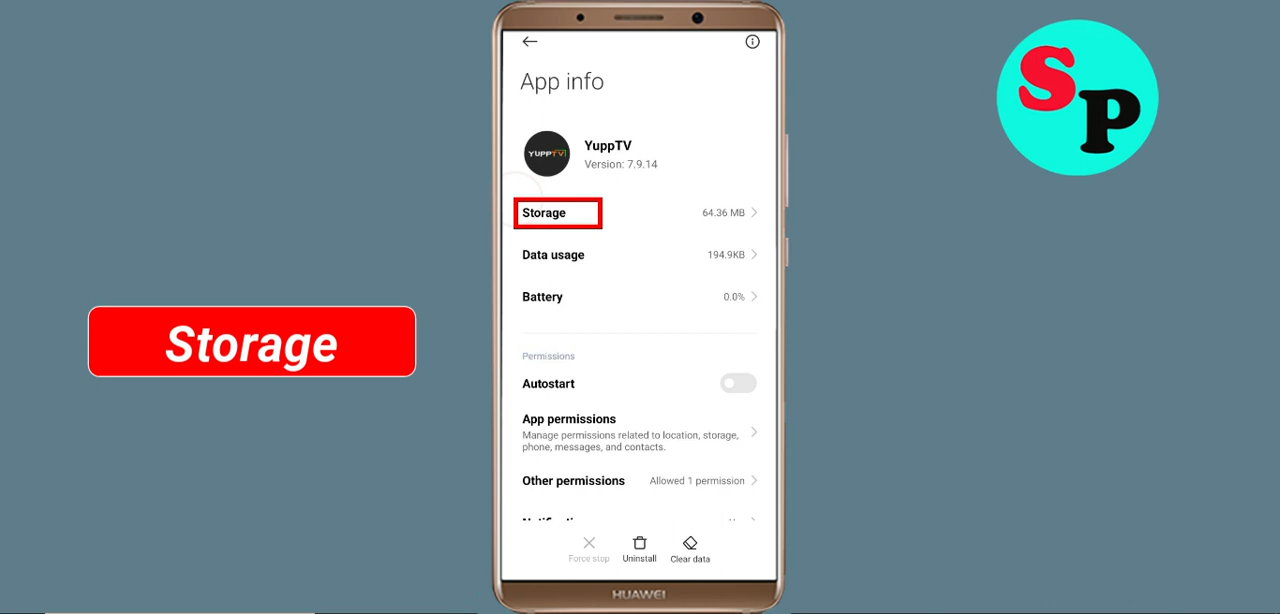 App info
YUPPTV
YuppTV
Version: 7.9.14
Storage
64.36 MB
Data usage
194.9KB
Battery
0.0%
Permissions
Autostart
App permissions
Manage permissions related to location, storage,
phone, messages, and contacts.
Other permissions
Allowed 1 permission
Force stop
Uninstall
Clear data
HUAWEI
Storage
SP